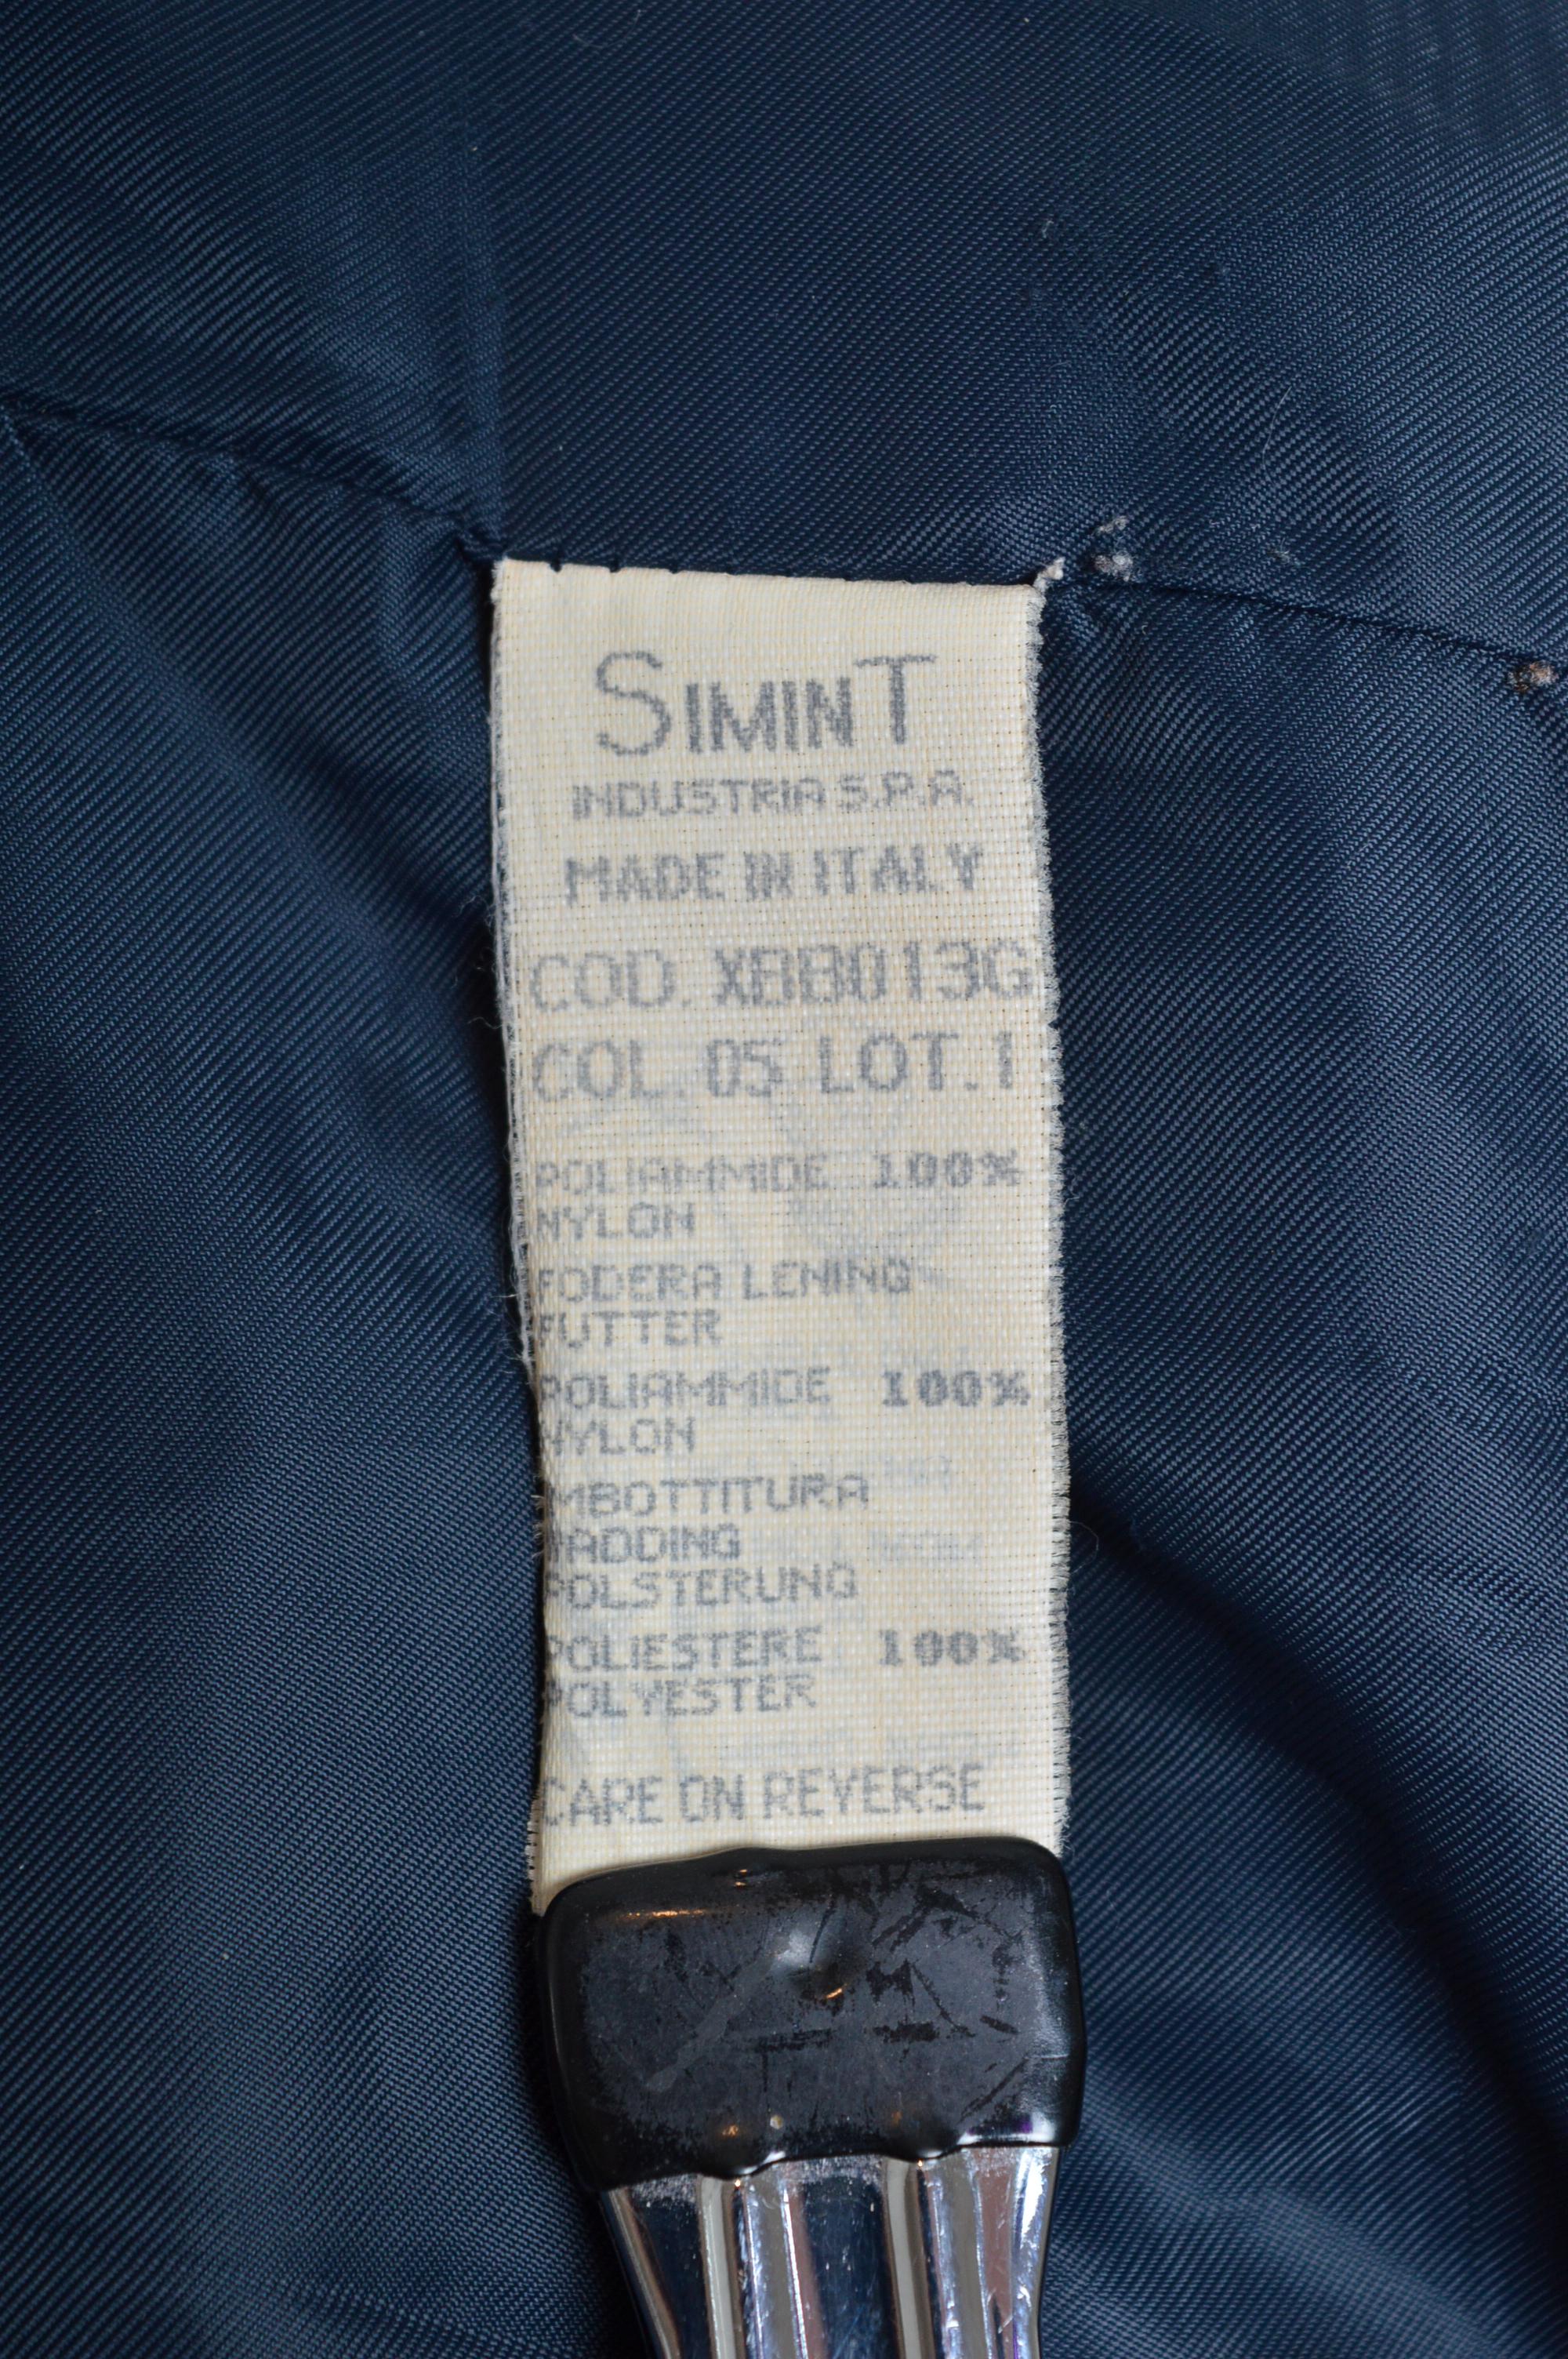 SIMINT
INDUSTRIA S.P.A.
MADE IN ITALY
COD. XBB013G
COL. 05 LOT. 1
POLIAMMIDE 100%
NYLON
FODERA LENING
FUTTER
POLIAMMIDE 100%
NYLON
MBOTTITURA
PADDING
POLSTERUNG
POLIESTERE 100%
POLYESTER
CARE ON REVERSE